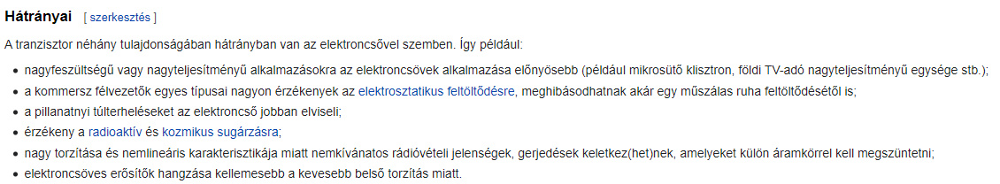 Hátrányai [ szerkesztés ]
A tranzisztor néhány tulajdonságában hátrányban van az elektroncsővel szemben. Így például:
• nagyfeszültségű vagy nagyteljesítményű alkalmazásokra az elektroncsövek alkalmazása előnyösebb (például mikrosütő klisztron, földi TV-adó nagyteljesítményű egysége stb.);
• a kommersz félvezetők egyes típusai nagyon érzékenyek az elektrosztatikus feltöltődésre, meghibásodhatnak akár egy műszálas ruha feltöltődésétől is;
• a pillanatnyi túlterheléseket az elektroncső jobban elviseli;
• érzékeny a radioaktív és kozmikus sugárzásra;
• nagy torzítása és nemlineáris karakterisztikája miatt nemkívánatos rádióvételi jelenségek, gerjedések keletkez(het)nek, amelyeket külön áramkörrel kell megszüntetni;
• elektroncsöves erősítők hangzása kellemesebb a kevesebb belső torzítás miatt.